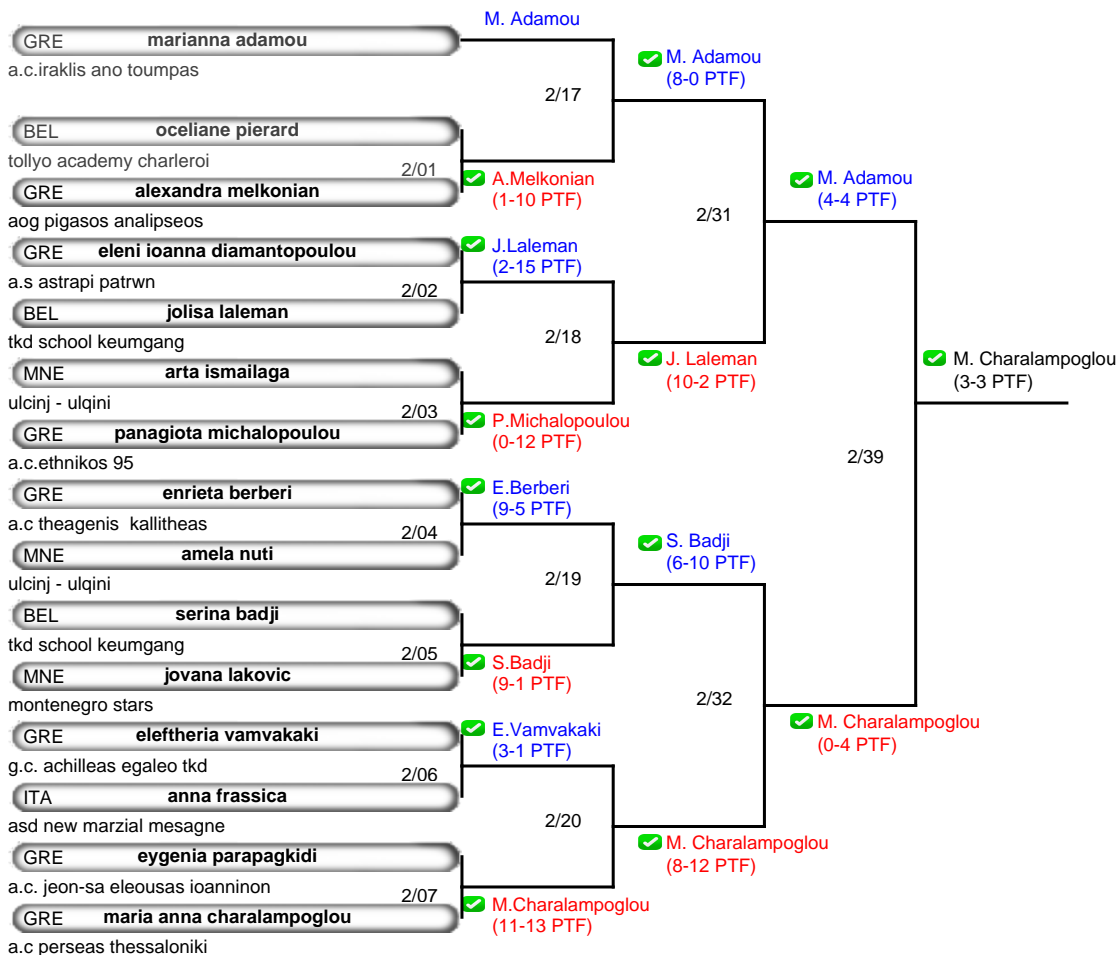 M. Adamou
GRE marianna adamou
a.c.iraklis ano toumpas
M. Adamou
(8-0 PTF)
2/17
BEL oceliane pierard
tollyo academy charleroi
2/01
A.Melkonian
(1-10 PTF)
GRE alexandra melkonian
aog pigasos analipseos
M. Adamou
(4-4 PTF)
2/31
GRE eleni ioanna diamantopoulou
J.Laleman
(2-15 PTF)
a.s astrapi patrwn
2/02
BEL jolisa laleman
tkd school keumgang
2/18
J. Laleman
(10-2 PTF)
MNE arta ismailaga
ulcinj - ulqini
2/03
P.Michalopoulou
(0-12 PTF)
GRE panagiota michalopoulou
a.c.ethnikos 95
M. Charalampoglou
(3-3 PTF)
2/39
GRE enrieta berberi
E.Berberi
(9-5 PTF)
a.c theagenis  kallitheas
2/04
MNE amela nuti
ulcinj - ulqini
S. Badji
(6-10 PTF)
2/19
BEL serina badji
tkd school keumgang
2/05
S.Badji
(9-1 PTF)
MNE jovana lakovic
montenegro stars
2/32
M. Charalampoglou
(0-4 PTF)
GRE eleftheria vamvakaki
E.Vamvakaki
(3-1 PTF)
g.c. achilleas egaleo tkd
2/06
ITA anna frassica
asd new marzial mesagne
2/20
M. Charalampoglou
(8-12 PTF)
GRE eygenia parapagkidi
a.c. jeon-sa eleousas ioanninon
2/07
M.Charalampoglou
(11-13 PTF)
GRE maria anna charalampoglou
a.c perseas thessaloniki